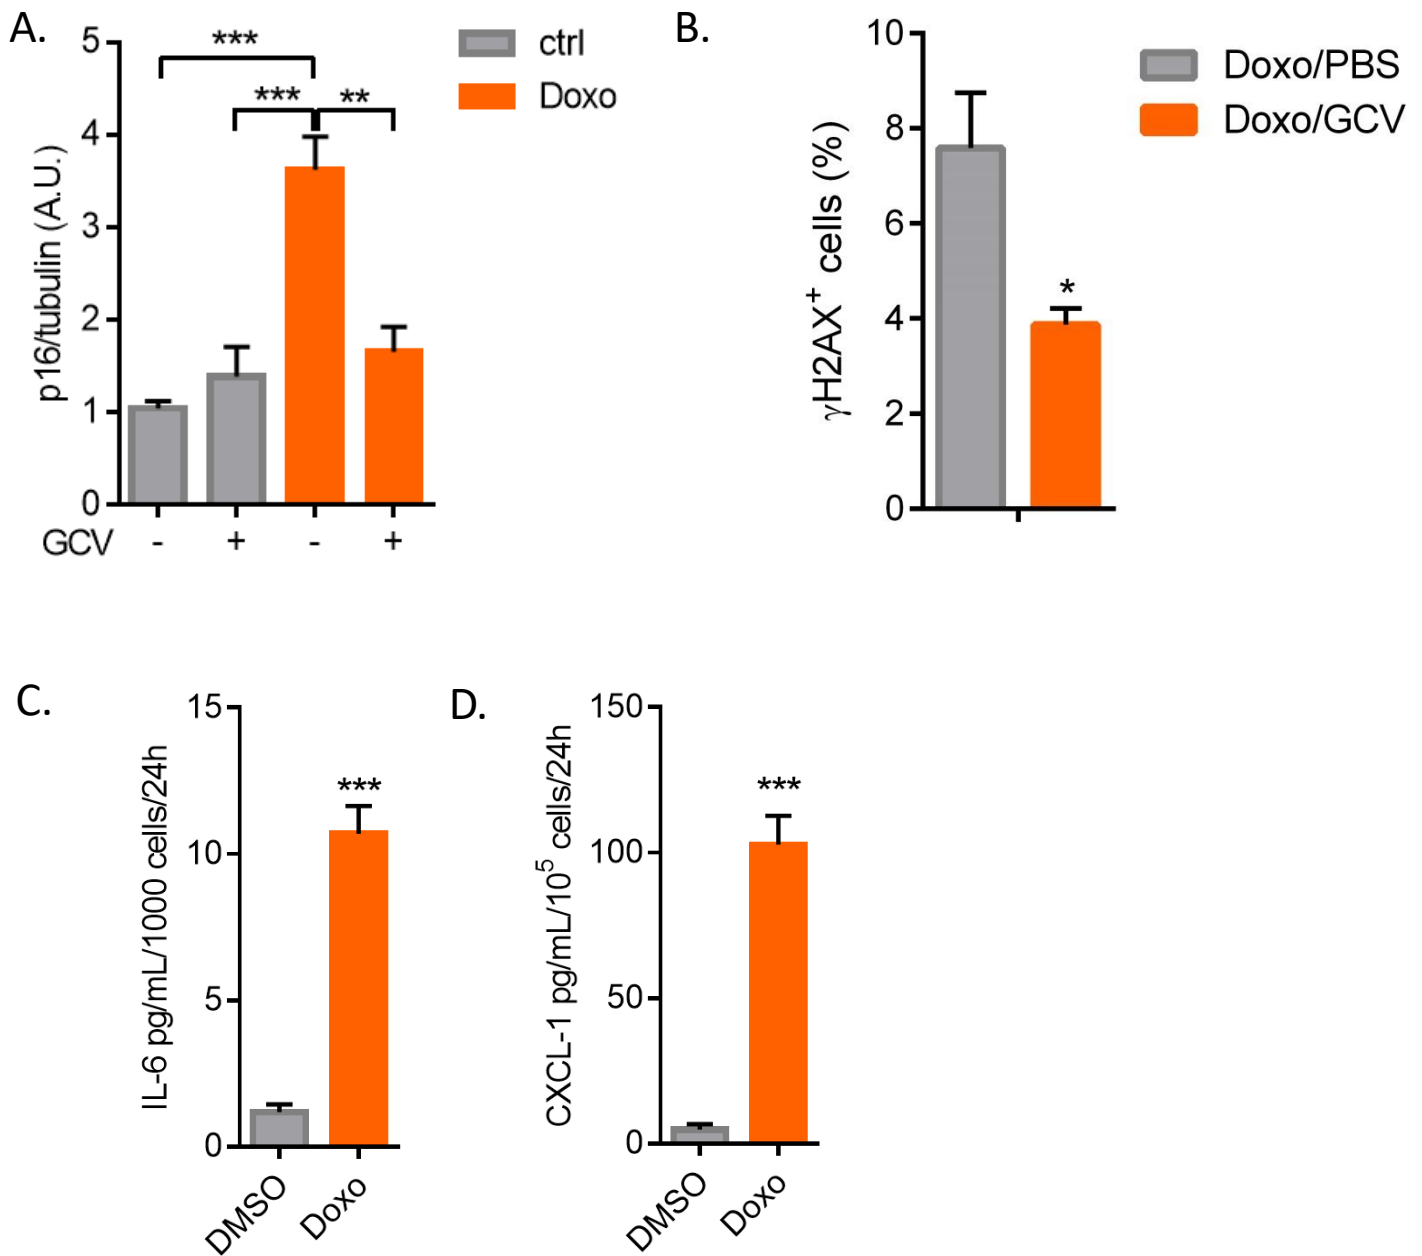 A.
5
4
3
2
1
0
p16/tubulin (A.U.)
***
***
**
GCV - + - +
ctrl
Doxo
B.
10
8
6
4
2
0
γH2AX⁺ cells (%)
*
Doxo/PBS
Doxo/GCV
C.
15
10
5
0
IL-6 pg/mL/1000 cells/24h
***
DMSO
Doxo
D.
150
100
50
0
CXCL-1 pg/mL/10⁵ cells/24h
***
DMSO
Doxo